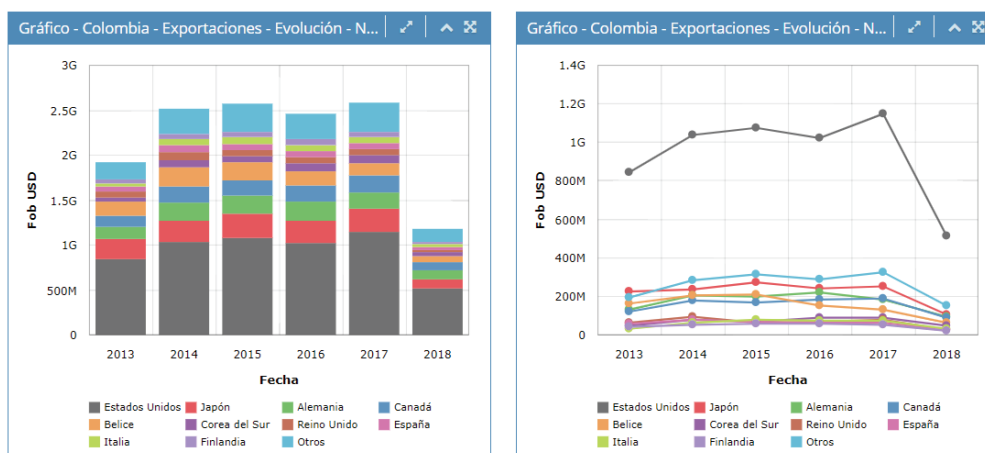 Gráfico - Colombia - Exportaciones - Evolución - N...
3G
2.5G
2G
1.5G
1G
500M
0
Fob USD
2013 2014 2015 2016 2017 2018
Fecha
Estados Unidos Japón Alemania Canadá
Belice Corea del Sur Reino Unido España
Italia Finlandia Otros
Gráfico - Colombia - Exportaciones - Evolución - N...
1.4G
1.2G
1G
800M
600M
400M
200M
0
Fob USD
2013 2014 2015 2016 2017 2018
Fecha
Estados Unidos Japón Alemania Canadá
Belice Corea del Sur Reino Unido España
Italia Finlandia Otros